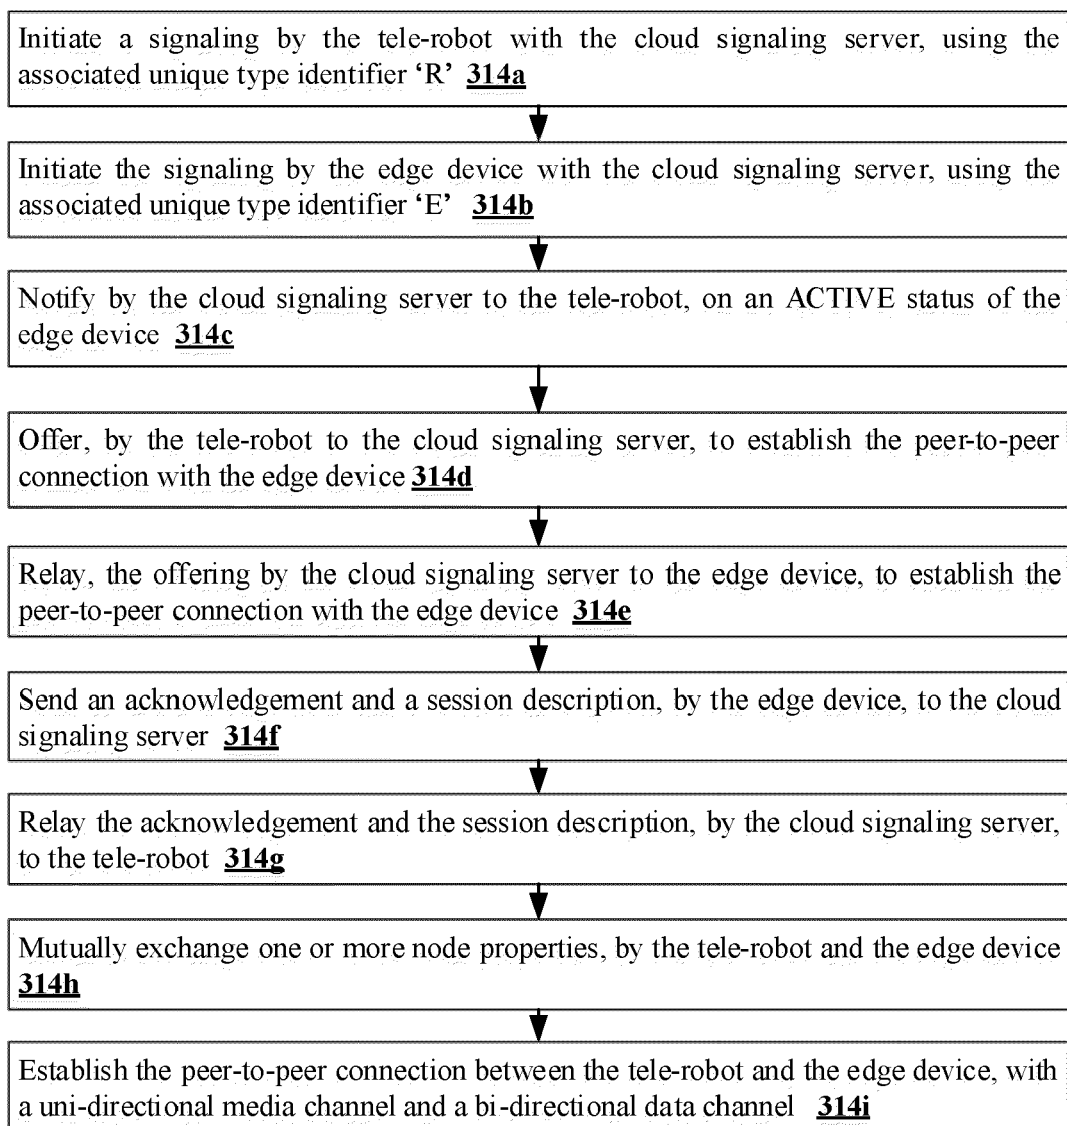 Initiate a signaling by the tele-robot with the cloud signaling server, using the
associated unique type identifier ‘R’ 314a
Initiate the signaling by the edge device with the cloud signaling server, using the
associated unique type identifier ‘E’ 314b
Notify by the cloud signaling server to the tele-robot, on an ACTIVE status of the
edge device 314c
Offer, by the tele-robot to the cloud signaling server, to establish the peer-to-peer
connection with the edge device 314d
Relay, the offering by the cloud signaling server to the edge device, to establish the
peer-to-peer connection with the edge device 314e
Send an acknowledgement and a session description, by the edge device, to the cloud
signaling server 314f
Relay the acknowledgement and the session description, by the cloud signaling server,
to the tele-robot 314g
Mutually exchange one or more node properties, by the tele-robot and the edge device
314h
Establish the peer-to-peer connection between the tele-robot and the edge device, with
a uni-directional media channel and a bi-directional data channel 314i